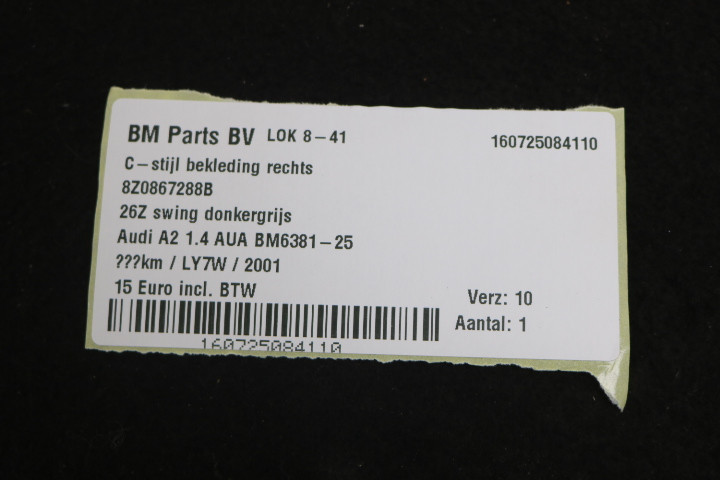 BM Parts BV LOK 8-41 160725084110
C-stijl bekleding rechts
8Z0867288B
26Z swing donkergrijs
Audi A2 1.4 AUA BM6381-25
???km / LY7W / 2001
15 Euro incl. BTW Verz: 10
Aantal: 1
160725084110